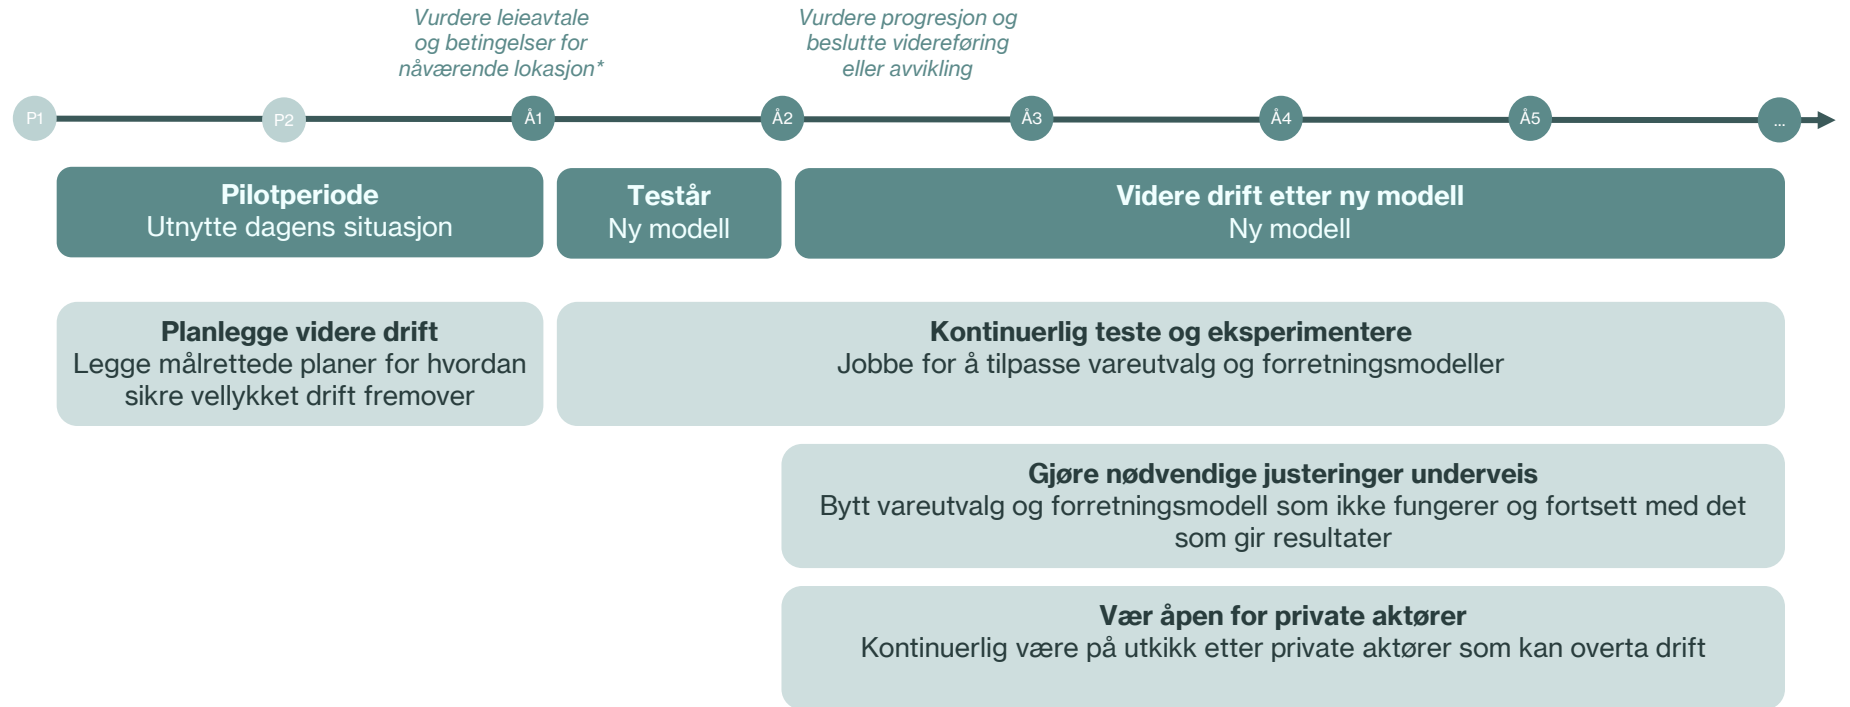 Vurdere leieavtale
og betingelser for
nåværende lokasjon*
Vurdere progresjon og
beslutte videreføring
eller avvikling
P1
P2
Å1
Å2
Å3
Å4
Å5
...
Pilotperiode
Utnytte dagens situasjon
Testår
Ny modell
Videre drift etter ny modell
Ny modell
Planlegge videre drift
Legge målrettede planer for hvordan
sikre vellykket drift fremover
Kontinuerlig teste og eksperimentere
Jobbe for å tilpasse vareutvalg og forretningsmodeller
Gjøre nødvendige justeringer underveis
Bytt vareutvalg og forretningsmodell som ikke fungerer og fortsett med det
som gir resultater
Vær åpen for private aktører
Kontinuerlig være på utkikk etter private aktører som kan overta drift